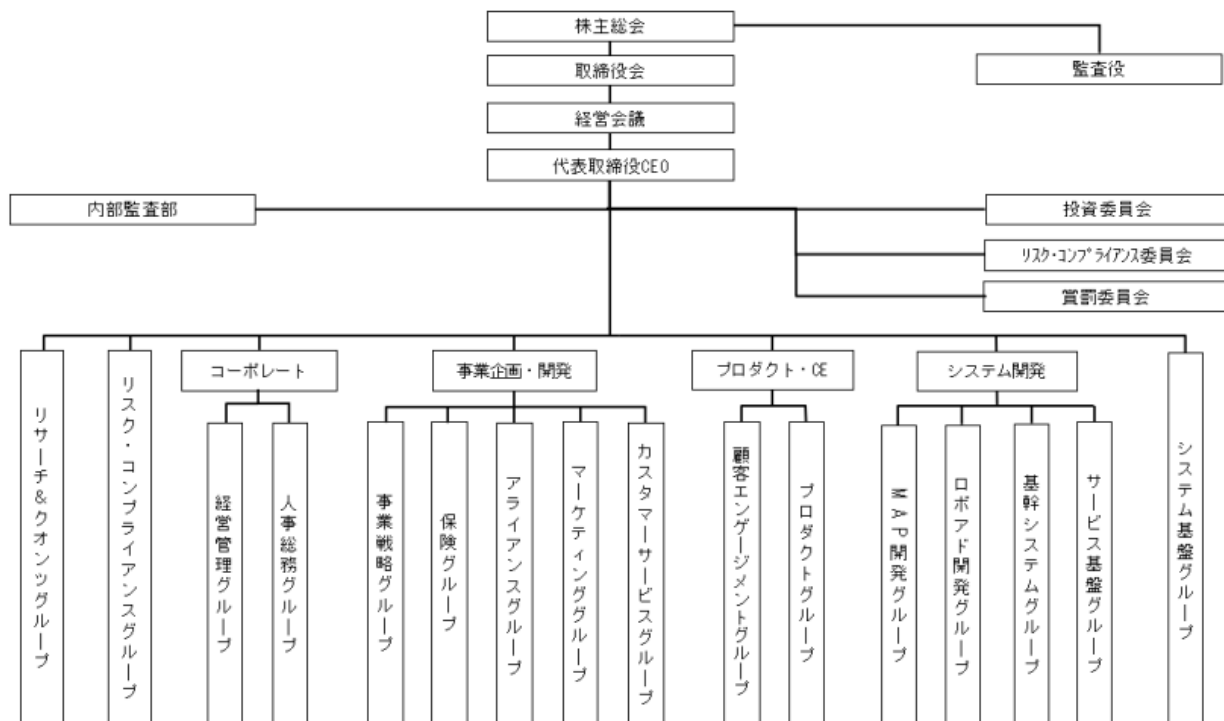 株主総会
監査役
取締役会
経営会議
代表取締役CEO
内部監査部
投資委員会
リスク・コンプライアンス委員会
賞罰委員会
リサーチ&クオンツグループ
リスク・コンプライアンスグループ
コーポレート
経営管理グループ
人事総務グループ
事業企画・開発
事業戦略グループ
保険グループ
アライアンスグループ
マーケティンググループ
カスタマーサービスグループ
プロダクト・CE
顧客エンゲージメントグループ
プロダクトグループ
システム開発
MAP開発グループ
ロボアド開発グループ
基幹システムグループ
サービス基盤グループ
システム基盤グループ